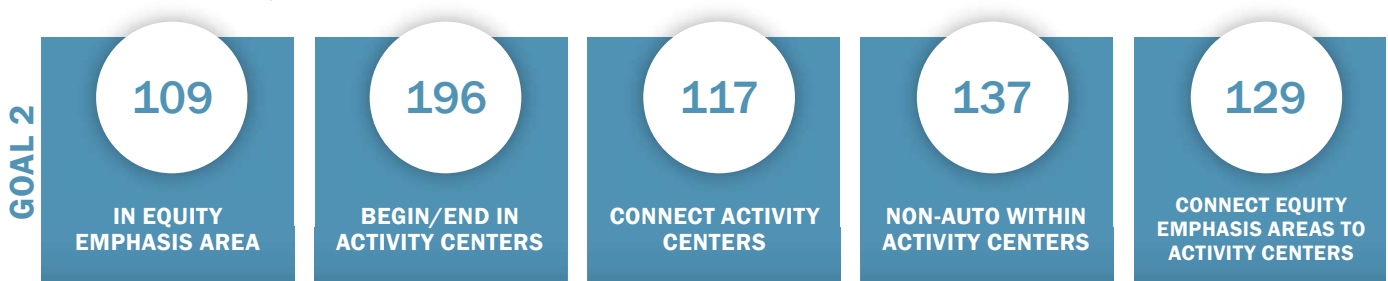 GOAL 2
109
IN EQUITY
EMPHASIS AREA
196
BEGIN/END IN
ACTIVITY CENTERS
117
CONNECT ACTIVITY
CENTERS
137
NON-AUTO WITHIN
ACTIVITY CENTERS
129
CONNECT EQUITY
EMPHASIS AREAS TO
ACTIVITY CENTERS